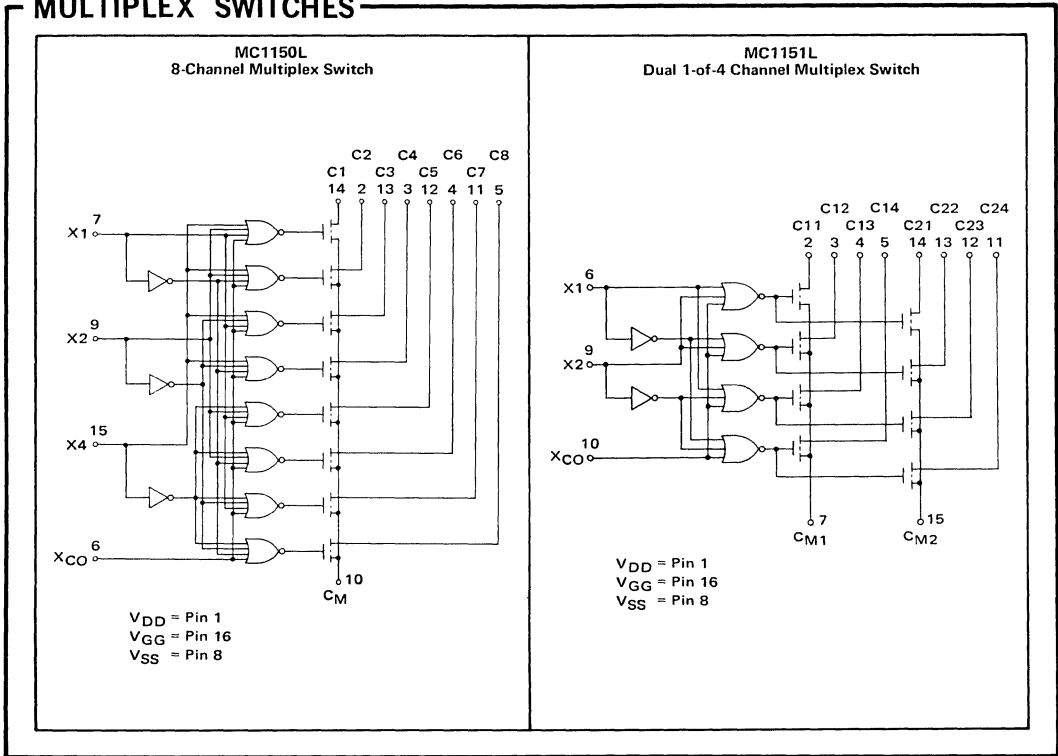 MULTIPLEX SWITCHES
MC1150L
8-Channel Multiplex Switch
C2 C4 C6 C8
C1 C3 C5 C7
14 2 13 3 12 4 11 5
7
X1
9
X2
15
X4
6
XCO
10
CM
VDD = Pin 1
VGG = Pin 16
VSS = Pin 8
MC1151L
Dual 1-of-4 Channel Multiplex Switch
C12 C14 C22 C24
C11 C13 C21 C23
2 3 4 5 14 13 12 11
6
X1
9
X2
10
XCO
7
CM1
15
CM2
VDD = Pin 1
VGG = Pin 16
VSS = Pin 8